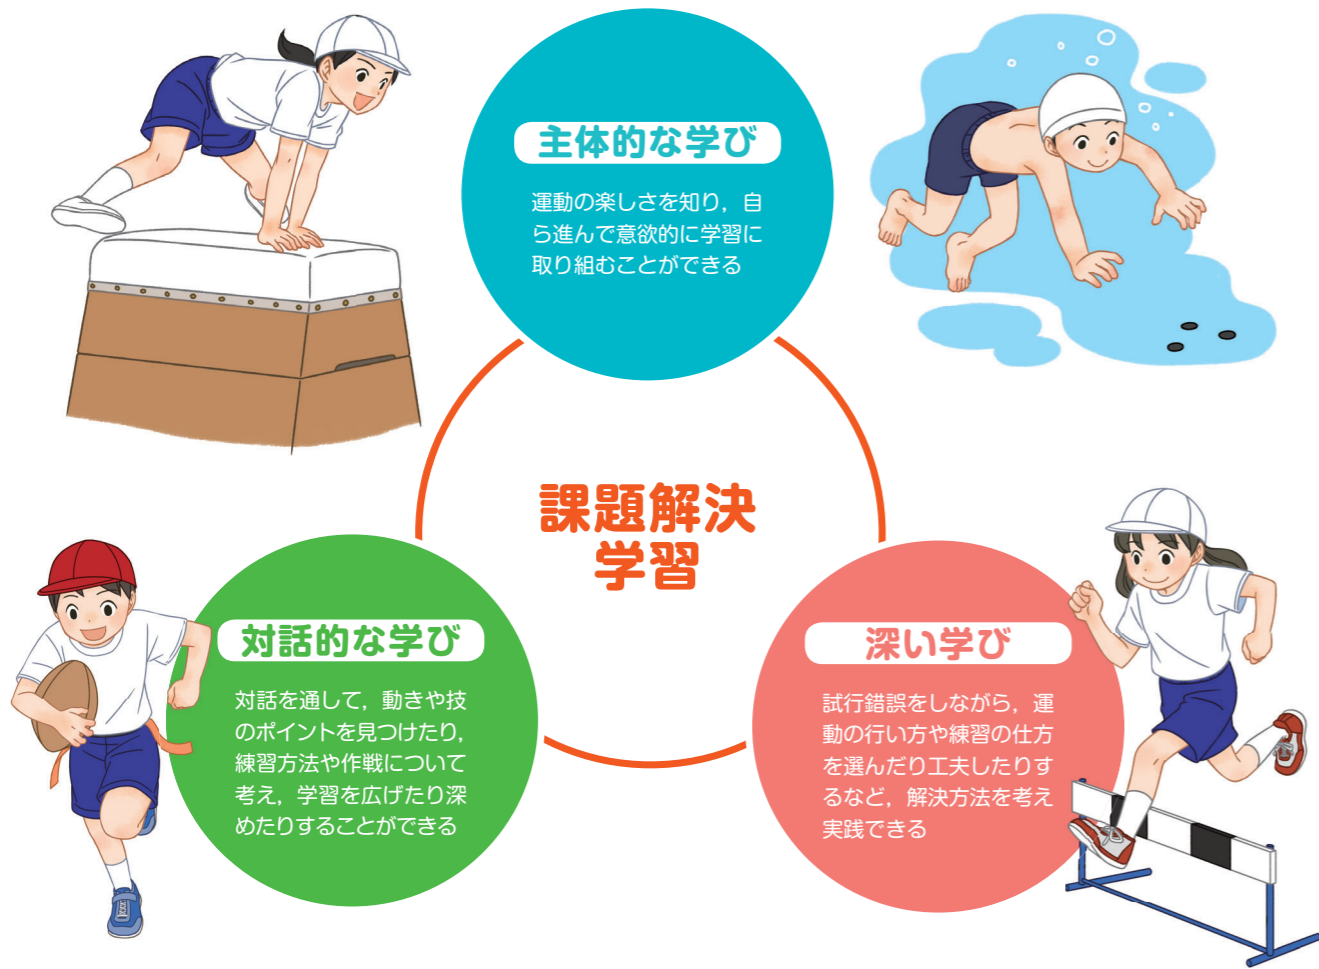 主体的な学び
運動の楽しさを知り，自
ら進んで意欲的に学習に
取り組むことができる
課題解決
学習
対話的な学び
対話を通して，動きや技
のポイントを見つけたり，
練習方法や作戦について
考え，学習を広げたり深
めたりすることができる
深い学び
試行錯誤をしながら，運
動の行い方や練習の仕方
を選んだり工夫したりす
るなど，解決方法を考え
実践できる